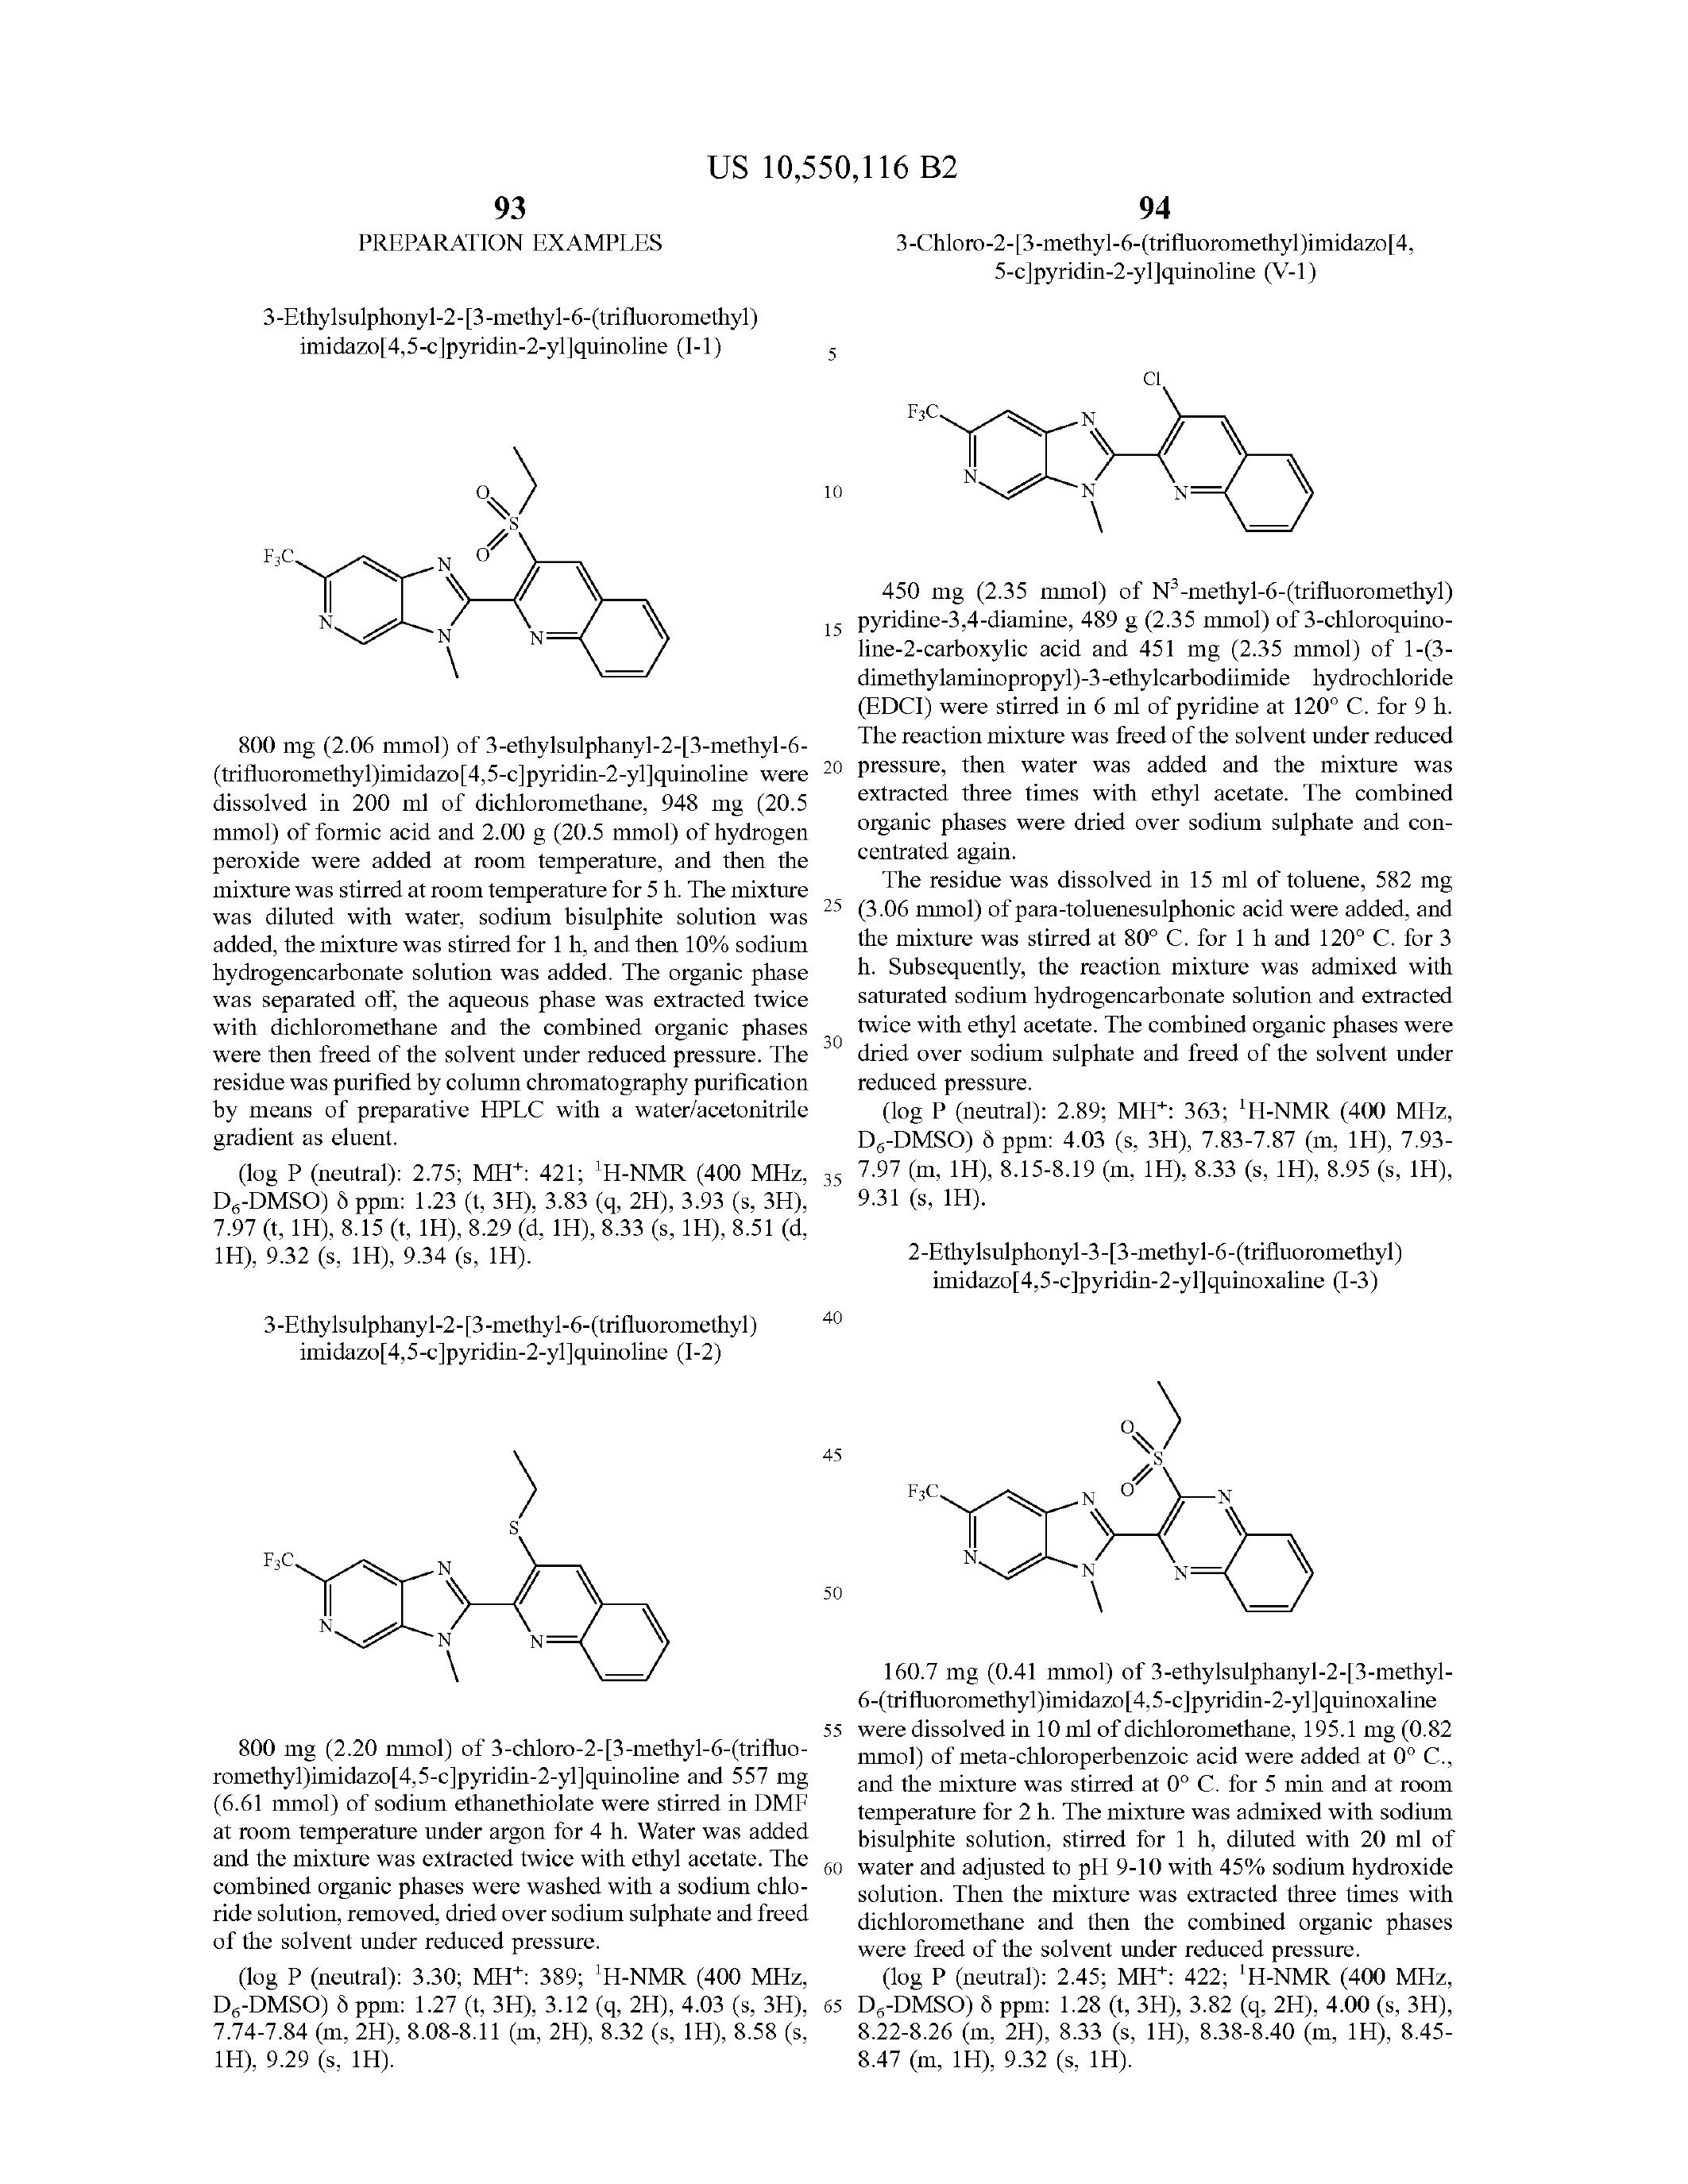 US 10,550,116 B2
93
PREPARATION EXAMPLES
3-Ethylsulphonyl-2-[3-methyl-6-(trifluoromethyl)
imidazo[4,5-c]pyridin-2-yl]quinoline (I-1)
O
S
O
F3C
N
N
N
N
800 mg (2.06 mmol) of 3-ethylsulphanyl-2-[3-methyl-6-
(trifluoromethyl)imidazo[4,5-c]pyridin-2-yl]quinoline were
dissolved in 200 ml of dichloromethane, 948 mg (20.5
mmol) of formic acid and 2.00 g (20.5 mmol) of hydrogen
peroxide were added at room temperature, and then the
mixture was stirred at room temperature for 5 h. The mixture
was diluted with water, sodium bisulphite solution was
added, the mixture was stirred for 1 h, and then 10% sodium
hydrogencarbonate solution was added. The organic phase
was separated off, the aqueous phase was extracted twice
with dichloromethane and the combined organic phases
were then freed of the solvent under reduced pressure. The
residue was purified by column chromatography purification
by means of preparative HPLC with a water/acetonitrile
gradient as eluent.
(log P (neutral): 2.75; MH⁺: 421; ¹H-NMR (400 MHz,
D₆-DMSO) δ ppm: 1.23 (t, 3H), 3.83 (q, 2H), 3.93 (s, 3H),
7.97 (t, 1H), 8.15 (t, 1H), 8.29 (d, 1H), 8.33 (s, 1H), 8.51 (d,
1H), 9.32 (s, 1H), 9.34 (s, 1H).
3-Ethylsulphanyl-2-[3-methyl-6-(trifluoromethyl)
imidazo[4,5-c]pyridin-2-yl]quinoline (I-2)
S
F3C
N
N
N
N
800 mg (2.20 mmol) of 3-chloro-2-[3-methyl-6-(trifluo-
romethyl)imidazo[4,5-c]pyridin-2-yl]quinoline and 557 mg
(6.61 mmol) of sodium ethanethiolate were stirred in DMF
at room temperature under argon for 4 h. Water was added
and the mixture was extracted twice with ethyl acetate. The
combined organic phases were washed with a sodium chlo-
ride solution, removed, dried over sodium sulphate and freed
of the solvent under reduced pressure.
(log P (neutral): 3.30; MH⁺: 389; ¹H-NMR (400 MHz,
D₆-DMSO) δ ppm: 1.27 (t, 3H), 3.12 (q, 2H), 4.03 (s, 3H),
7.74-7.84 (m, 2H), 8.08-8.11 (m, 2H), 8.32 (s, 1H), 8.58 (s,
1H), 9.29 (s, 1H).
5
10
15
20
25
30
35
40
45
50
55
60
65
94
3-Chloro-2-[3-methyl-6-(trifluoromethyl)imidazo[4,
5-c]pyridin-2-yl]quinoline (V-1)
Cl
F3C
N
N
N
N
450 mg (2.35 mmol) of N³-methyl-6-(trifluoromethyl)
pyridine-3,4-diamine, 489 g (2.35 mmol) of 3-chloroquino-
line-2-carboxylic acid and 451 mg (2.35 mmol) of 1-(3-
dimethylaminopropyl)-3-ethylcarbodiimide hydrochloride
(EDCI) were stirred in 6 ml of pyridine at 120° C. for 9 h.
The reaction mixture was freed of the solvent under reduced
pressure, then water was added and the mixture was
extracted three times with ethyl acetate. The combined
organic phases were dried over sodium sulphate and con-
centrated again.
The residue was dissolved in 15 ml of toluene, 582 mg
(3.06 mmol) of para-toluenesulphonic acid were added, and
the mixture was stirred at 80° C. for 1 h and 120° C. for 3
h. Subsequently, the reaction mixture was admixed with
saturated sodium hydrogencarbonate solution and extracted
twice with ethyl acetate. The combined organic phases were
dried over sodium sulphate and freed of the solvent under
reduced pressure.
(log P (neutral): 2.89; MH⁺: 363; ¹H-NMR (400 MHz,
D₆-DMSO) δ ppm: 4.03 (s, 3H), 7.83-7.87 (m, 1H), 7.93-
7.97 (m, 1H), 8.15-8.19 (m, 1H), 8.33 (s, 1H), 8.95 (s, 1H),
9.31 (s, 1H).
2-Ethylsulphonyl-3-[3-methyl-6-(trifluoromethyl)
imidazo[4,5-c]pyridin-2-yl]quinoxaline (I-3)
O
S
O
F3C
N
N
N
N
N
160.7 mg (0.41 mmol) of 3-ethylsulphanyl-2-[3-methyl-
6-(trifluoromethyl)imidazo[4,5-c]pyridin-2-yl]quinoxaline
were dissolved in 10 ml of dichloromethane, 195.1 mg (0.82
mmol) of meta-chloroperbenzoic acid were added at 0° C.,
and the mixture was stirred at 0° C. for 5 min and at room
temperature for 2 h. The mixture was admixed with sodium
bisulphite solution, stirred for 1 h, diluted with 20 ml of
water and adjusted to pH 9-10 with 45% sodium hydroxide
solution. Then the mixture was extracted three times with
dichloromethane and then the combined organic phases
were freed of the solvent under reduced pressure.
(log P (neutral): 2.45; MH⁺: 422; ¹H-NMR (400 MHz,
D₆-DMSO) δ ppm: 1.28 (t, 3H), 3.82 (q, 2H), 4.00 (s, 3H),
8.22-8.26 (m, 2H), 8.33 (s, 1H), 8.38-8.40 (m, 1H), 8.45-
8.47 (m, 1H), 9.32 (s, 1H).